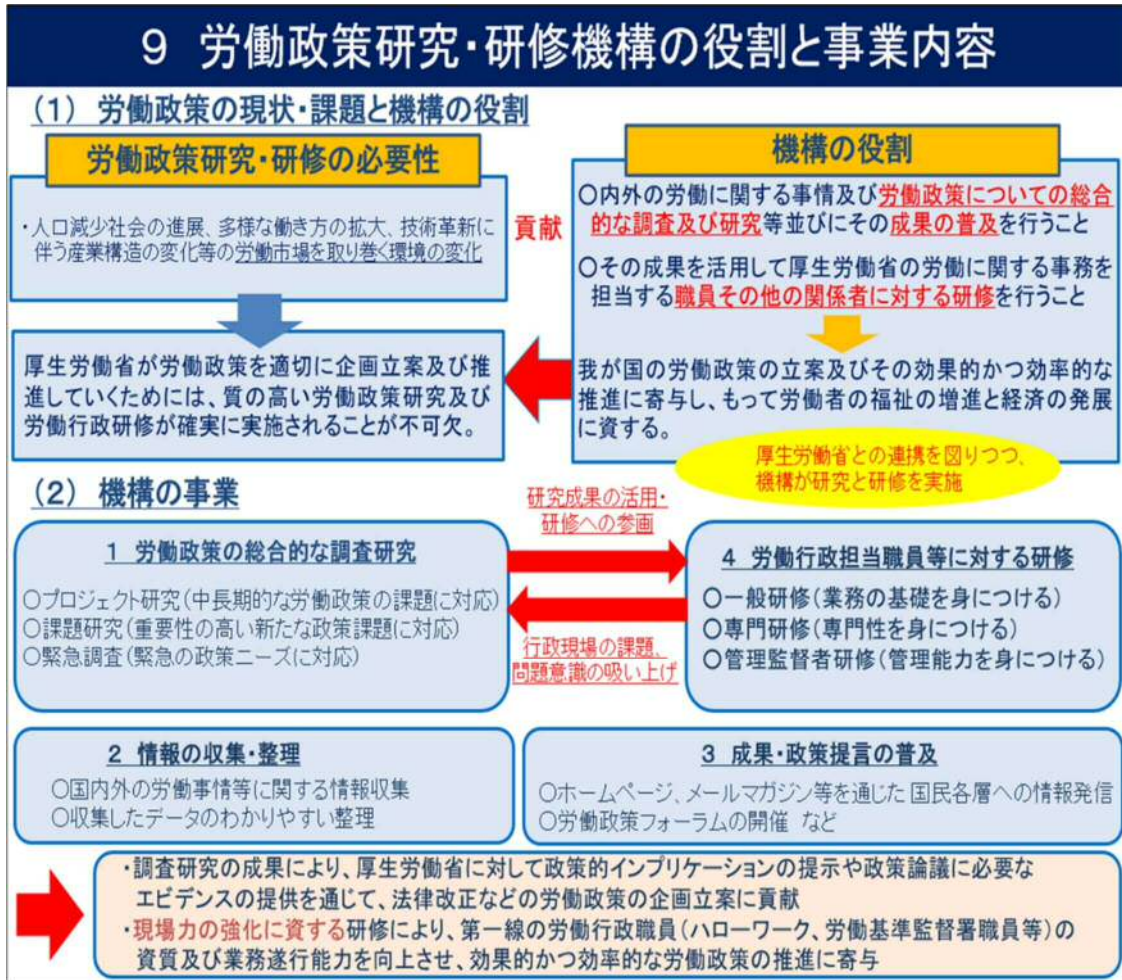 9 労働政策研究・研修機構の役割と事業内容
(1) 労働政策の現状・課題と機構の役割
労働政策研究・研修の必要性
・人口減少社会の進展、多様な働き方の拡大、技術革新に
伴う産業構造の変化等の労働市場を取り巻く環境の変化
厚生労働省が労働政策を適切に企画立案及び推
進していくためには、質の高い労働政策研究及び
労働行政研修が確実に実施されることが不可欠。
貢献
機構の役割
○内外の労働に関する事情及び労働政策についての総合
的な調査及び研究等並びにその成果の普及を行うこと
○その成果を活用して厚生労働省の労働に関する事務を
担当する職員その他の関係者に対する研修を行うこと
我が国の労働政策の立案及びその効果的かつ効率的な
推進に寄与し、もって労働者の福祉の増進と経済の発展
に資する。
厚生労働省との連携を図りつつ、
機構が研究と研修を実施
(2) 機構の事業
1 労働政策の総合的な調査研究
○プロジェクト研究(中長期的な労働政策の課題に対応)
○課題研究(重要性の高い新たな政策課題に対応)
○緊急調査(緊急の政策ニーズに対応)
研究成果の活用・
研修への参画
行政現場の課題、
問題意識の吸い上げ
4 労働行政担当職員等に対する研修
○一般研修(業務の基礎を身につける)
○専門研修(専門性を身につける)
○管理監督者研修(管理能力を身につける)
2 情報の収集・整理
○国内外の労働事情等に関する情報収集
○収集したデータのわかりやすい整理
3 成果・政策提言の普及
○ホームページ、メールマガジン等を通じた国民各層への情報発信
○労働政策フォーラムの開催 など
・調査研究の成果により、厚生労働省に対して政策的インプリケーションの提示や政策論議に必要な
エビデンスの提供を通じて、法律改正などの労働政策の企画立案に貢献
・現場力の強化に資する研修により、第一線の労働行政職員(ハローワーク、労働基準監督署職員等)の
資質及び業務遂行能力を向上させ、効果的かつ効率的な労働政策の推進に寄与